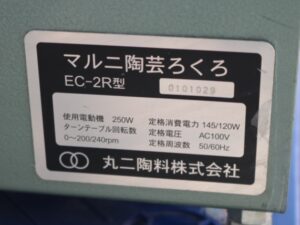 マルニ陶芸ろくろ
EC-2R型 0101029
使用電動機 250W 定格消費電力 145/120W
ターンテーブル回転数 定格電圧 AC100V
0～200/240rpm 定格周波数 50/60Hz
丸二陶料株式会社